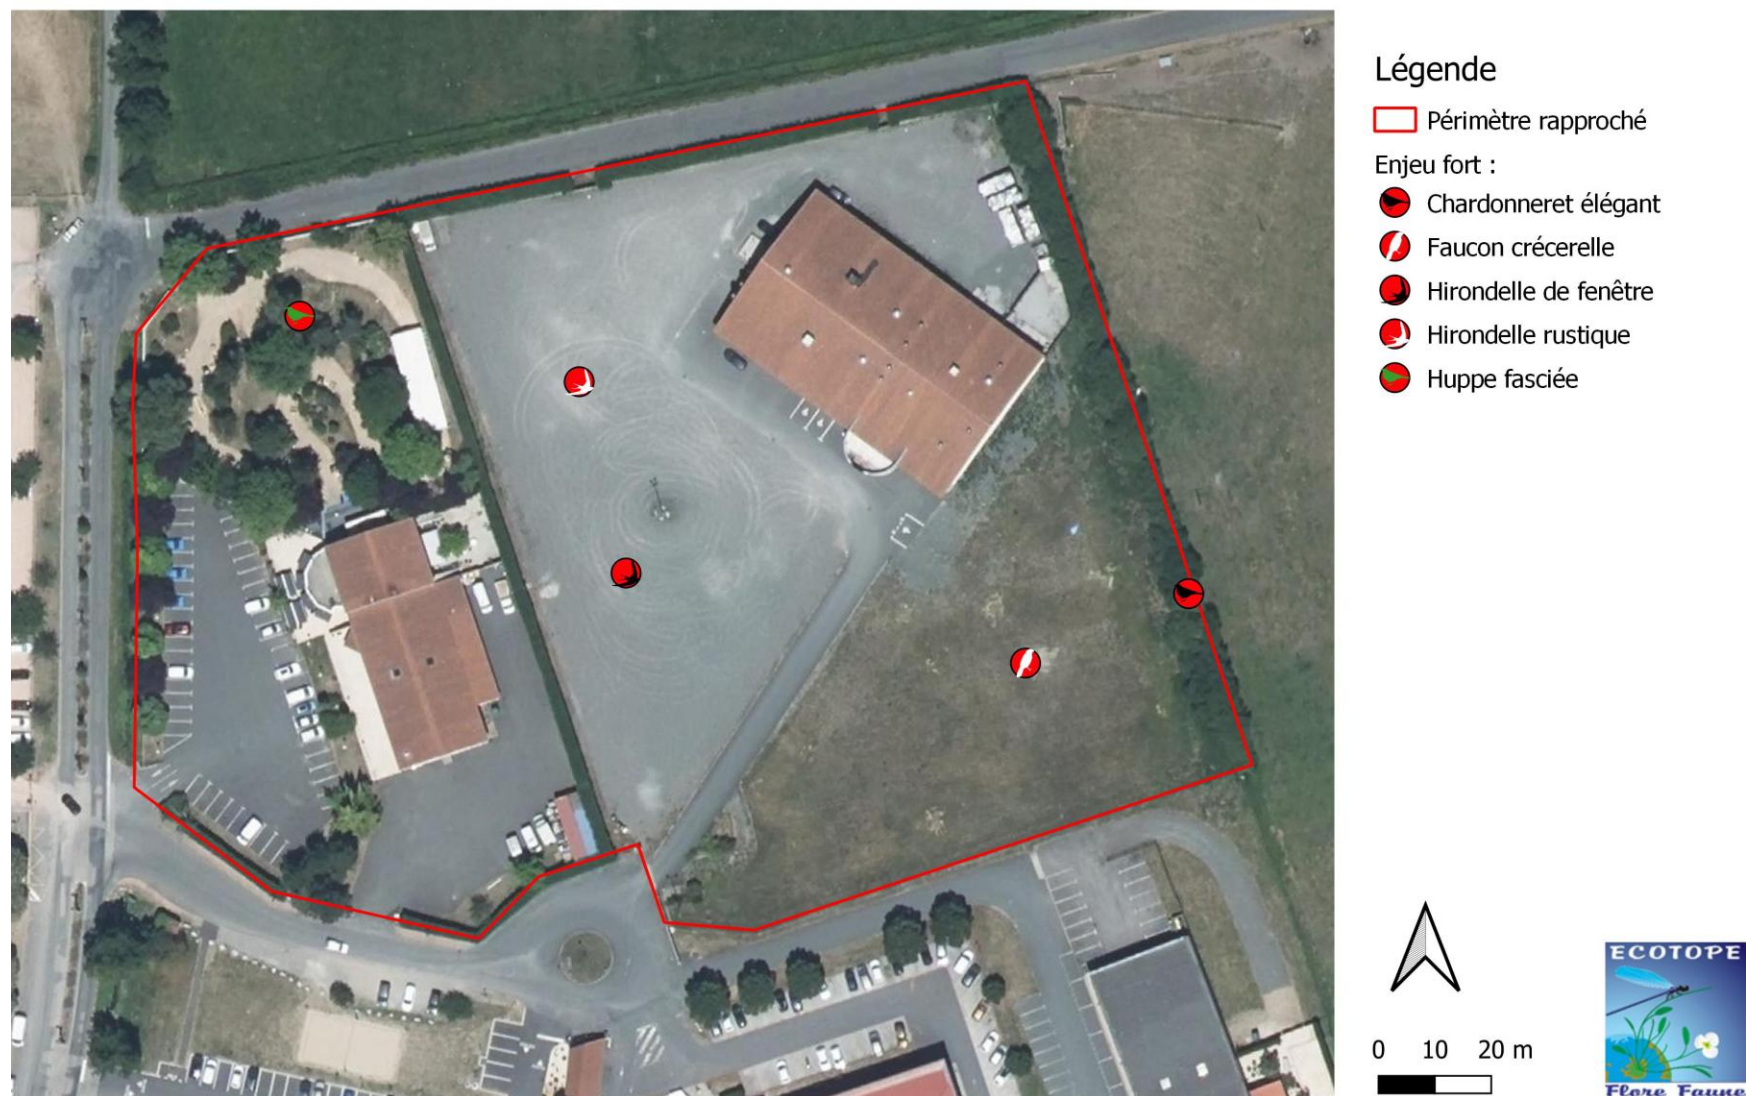 Légende
Périmètre rapproché
Enjeu fort :
Chardonneret élégant
Faucon crécerelle
Hirondelle de fenêtre
Hirondelle rustique
Huppe fasciée
0 10 20 m
ECOTOPE
Flore Faune